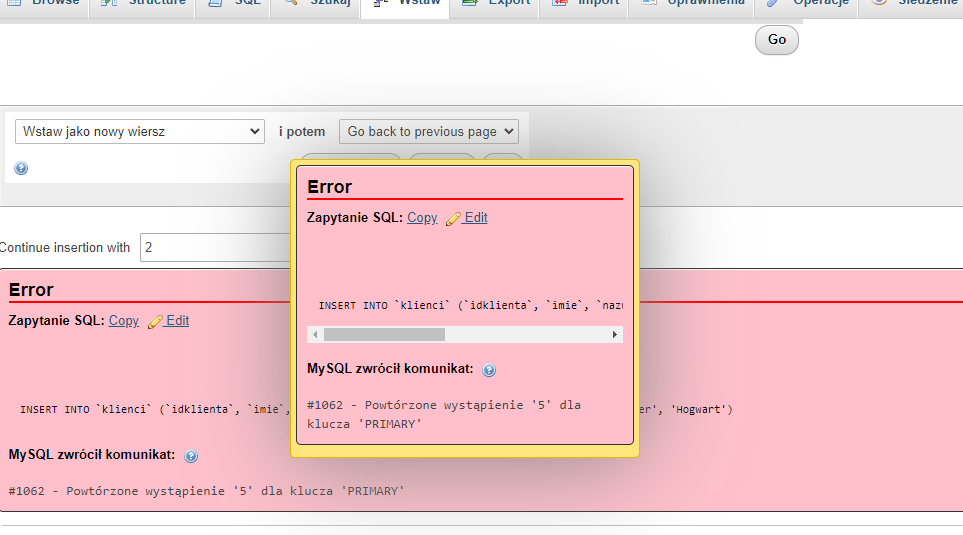 Browse Structure SQL Szukaj Wstaw Export Import Uprawnienia Operacje Śledzenie
Go
Wstaw jako nowy wiersz i potem Go back to previous page
Continue insertion with 2
Error
Zapytanie SQL: Copy Edit
INSERT INTO `klienci` (`idklienta`, `imie`, `naz
MySQL zwrócił komunikat:
#1062 - Powtórzone wystąpienie '5' dla
klucza 'PRIMARY'
Error
Zapytanie SQL: Copy Edit
INSERT INTO `klienci` (`idklienta`, `imie`, er', 'Hogwart')
MySQL zwrócił komunikat:
#1062 - Powtórzone wystąpienie '5' dla klucza 'PRIMARY'